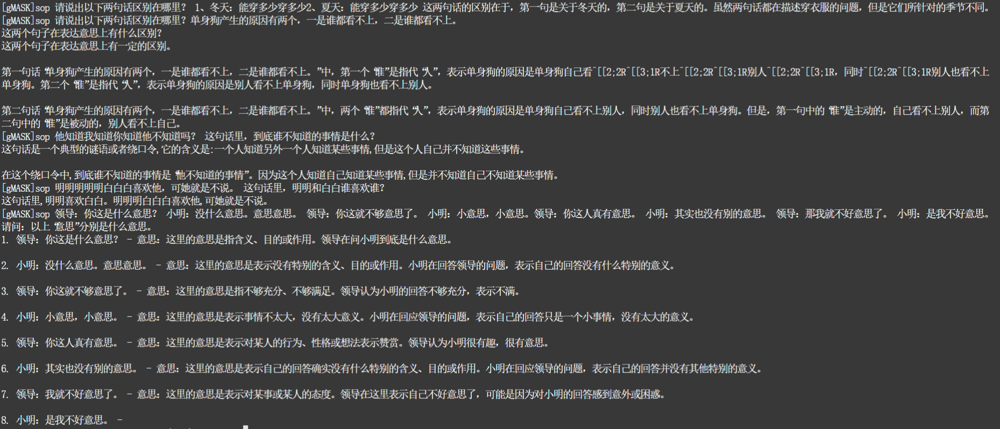 [gMASK]sop 请说出以下两句话区别在哪里？ 1、冬天：能穿多少穿多少2、夏天：能穿多少穿多少 这两句话的区别在于，第一句是关于冬天的，第二句是关于夏天的。虽然两句话都在描述穿衣服的问题，但是它们所针对的季节不同。
[gMASK]sop 请说出以下两句话区别在哪里？单身狗产生的原因有两个，一是谁都看不上，二是谁都看不上。
这两个句子在表达意思上有什么区别？
这两个句子在表达意思上有一定的区别。
第一句话“单身狗产生的原因有两个，一是谁都看不上，二是谁都看不上。”中，第一个“谁”是指代“人”，表示单身狗的原因是单身狗自己看^[[2;2R^[[3;1R不上^[[2;2R^[[3;1R别人^[[2;2R^[[3;1R，同时^[[2;2R^[[3;1R别人也看不上
单身狗。第二个“谁”是指代“人”，表示单身狗的原因是别人看不上单身狗，同时单身狗也看不上别人。
第二句话“单身狗产生的原因有两个，一是谁都看不上，二是谁都看不上。”中，两个“谁”都指代“人”，表示单身狗的原因是单身狗自己看不上别人，同时别人也看不上单身狗。但是，第一句中的“谁”是主动的，自己看不上别人，而第
二句中的“谁”是被动的，别人看不上自己。
[gMASK]sop 他知道我知道你知道他不知道吗？ 这句话里，到底谁不知道的事情是什么？
这句话是一个典型的谜语或者绕口令,它的含义是:一个人知道另外一个人知道某些事情,但是这个人自己并不知道这些事情。
在这个绕口令中,到底谁不知道的事情是“他不知道的事情”。因为这个人知道自己知道某些事情,但是并不知道自己不知道某些事情。
[gMASK]sop 明明明明明白白白喜欢他，可她就是不说。 这句话里，明明和白白谁喜欢谁？
这句话里,明明喜欢白白。明明明白白白喜欢他,可她就是不说。
[gMASK]sop 领导：你这是什么意思？ 小明：没什么意思。意思意思。 领导：你这就不够意思了。 小明：小意思，小意思。领导：你这人真有意思。 小明：其实也没有别的意思。 领导：那我就不好意思了。 小明：是我不好意思。
请问：以上“意思”分别是什么意思。
1. 领导：你这是什么意思？ - 意思：这里的意思是指含义、目的或作用。领导在问小明到底是什么意思。
2. 小明：没什么意思。意思意思。 - 意思：这里的意思是表示没有特别的含义、目的或作用。小明在回答领导的问题，表示自己的回答没有什么特别的意义。
3. 领导：你这就不够意思了。 - 意思：这里的意思是指不够充分、不够满足。领导认为小明的回答不够充分，表示不满。
4. 小明：小意思，小意思。 - 意思：这里的意思是表示事情不太大，没有太大意义。小明在回应领导的问题，表示自己的回答只是一个小事情，没有太大的意义。
5. 领导：你这人真有意思。 - 意思：这里的意思是表示对某人的行为、性格或想法表示赞赏。领导认为小明很有趣，很有意思。
6. 小明：其实也没有别的意思。 - 意思：这里的意思是表示自己的回答确实没有什么特别的含义、目的或作用。小明在回应领导的问题，表示自己的回答并没有其他特别的意义。
7. 领导：我就不好意思了。 - 意思：这里的意思是表示对某事或某人的态度。领导在这里表示自己不好意思了，可能是因为对小明的回答感到意外或困惑。
8. 小明：是我不好意思。 -